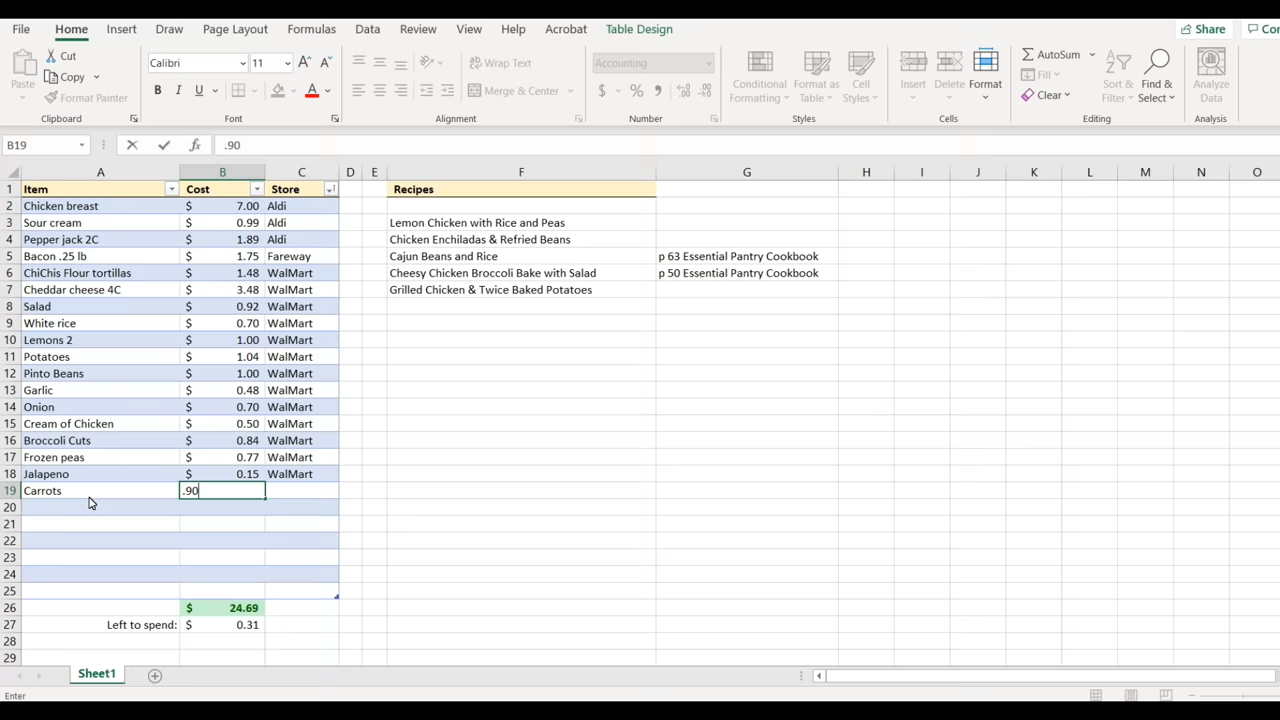 File Home Insert Draw Page Layout Formulas Data Review View Help Acrobat Table Design Share Con
Paste Cut Copy Format Painter Clipboard
Calibri 11 A A B I U A Font
Wrap Text Merge & Center Alignment
Accounting $ % , Number
Conditional Formatting Format as Table Cell Styles Styles
Insert Delete Format Cells
AutoSum Fill Clear Sort & Filter Find & Select Editing
Analyze Data Analysis
B19 fx .90
A B C D E F G H I J K L M N O
1 Item Cost Store Recipes
2 Chicken breast $ 7.00 Aldi
3 Sour cream $ 0.99 Aldi Lemon Chicken with Rice and Peas
4 Pepper jack 2C $ 1.89 Aldi Chicken Enchiladas & Refried Beans
5 Bacon .25 lb $ 1.75 Fareway Cajun Beans and Rice p 63 Essential Pantry Cookbook
6 ChiChis Flour tortillas $ 1.48 WalMart Cheesy Chicken Broccoli Bake with Salad p 50 Essential Pantry Cookbook
7 Cheddar cheese 4C $ 3.48 WalMart Grilled Chicken & Twice Baked Potatoes
8 Salad $ 0.92 WalMart
9 White rice $ 0.70 WalMart
10 Lemons 2 $ 1.00 WalMart
11 Potatoes $ 1.04 WalMart
12 Pinto Beans $ 1.00 WalMart
13 Garlic $ 0.48 WalMart
14 Onion $ 0.70 WalMart
15 Cream of Chicken $ 0.50 WalMart
16 Broccoli Cuts $ 0.84 WalMart
17 Frozen peas $ 0.77 WalMart
18 Jalapeno $ 0.15 WalMart
19 Carrots .90
20
21
22
23
24
25
26 $ 24.69
27 Left to spend: $ 0.31
28
29
Sheet1
Enter